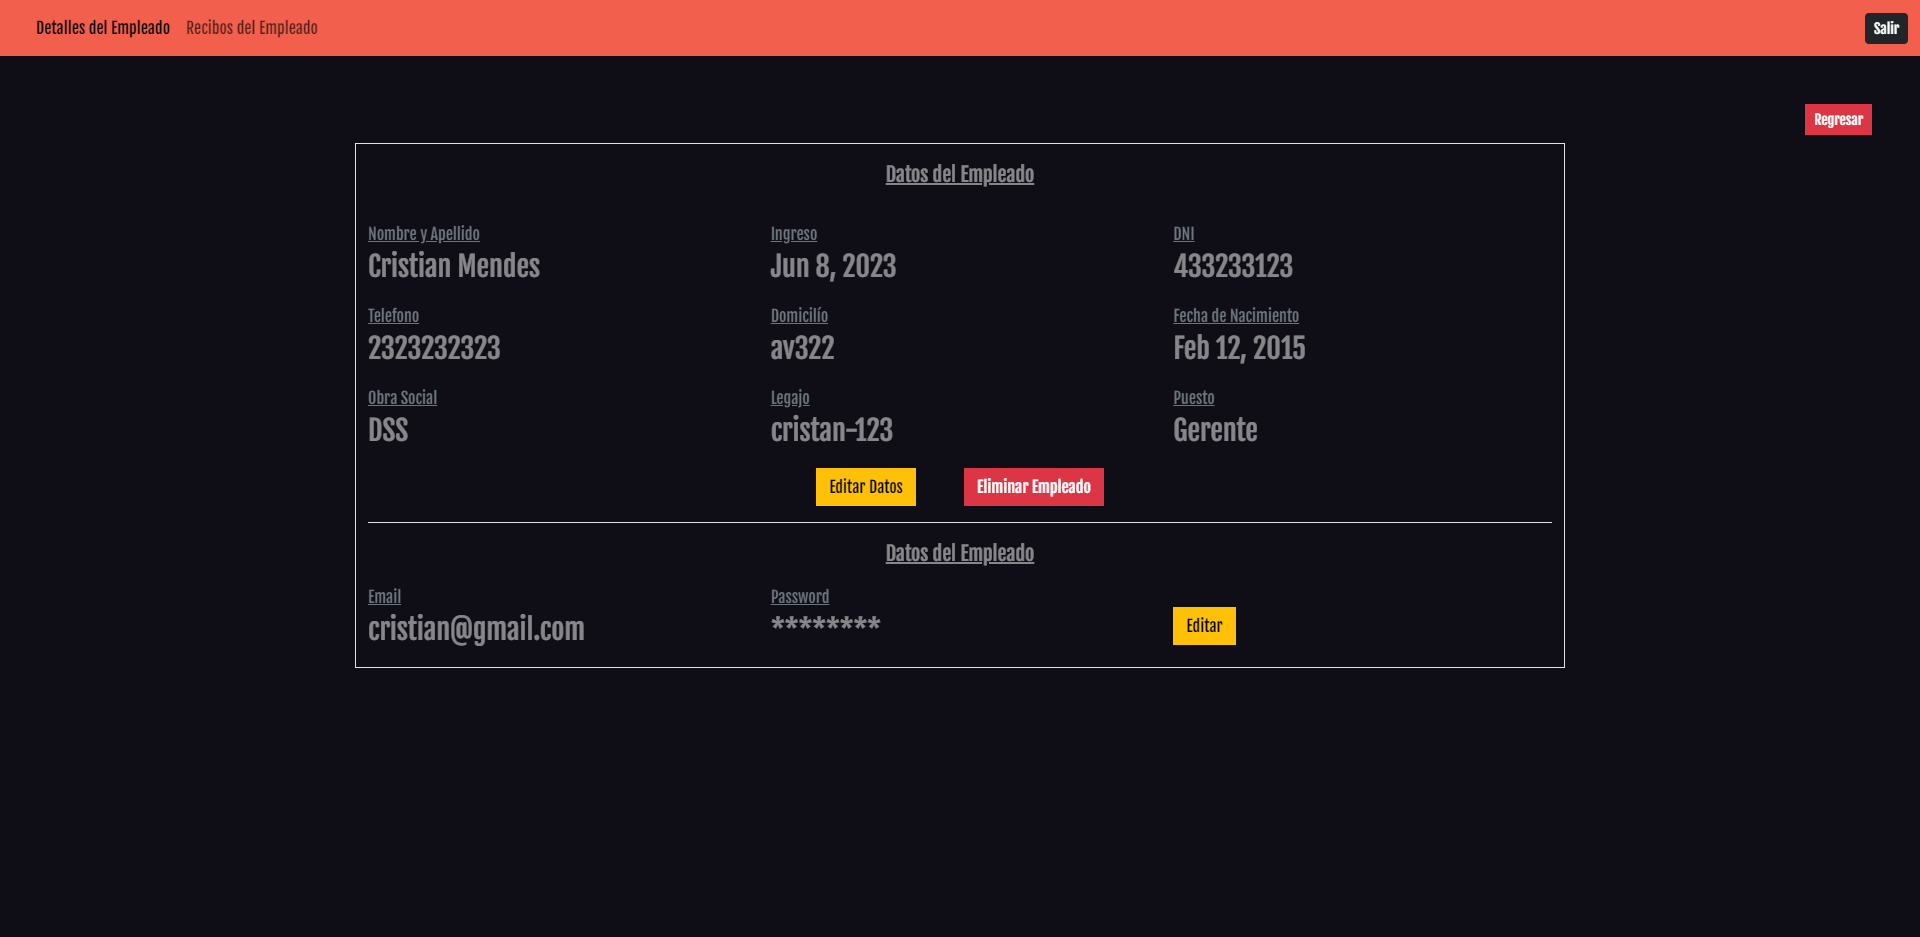 Detalles del Empleado Recibos del Empleado Salir
Regresar
Datos del Empleado
Nombre y Apellido Ingreso DNI
Cristian Mendes Jun 8, 2023 433233123
Telefono Domicilío Fecha de Nacimiento
2323232323 av322 Feb 12, 2015
Obra Social Legajo Puesto
DSS cristan-123 Gerente
Editar Datos Eliminar Empleado
Datos del Empleado
Email Password
cristian@gmail.com ******** Editar